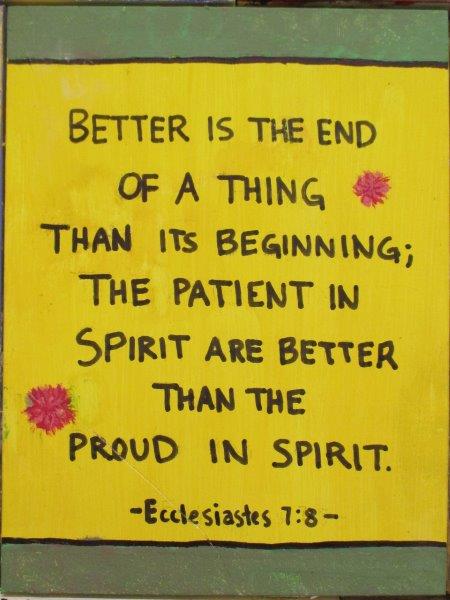 BETTER IS THE END
OF A THING
THAN ITS BEGINNING;
THE PATIENT IN
SPIRIT ARE BETTER
THAN THE
PROUD IN SPIRIT.
-Ecclesiastes 7:8-